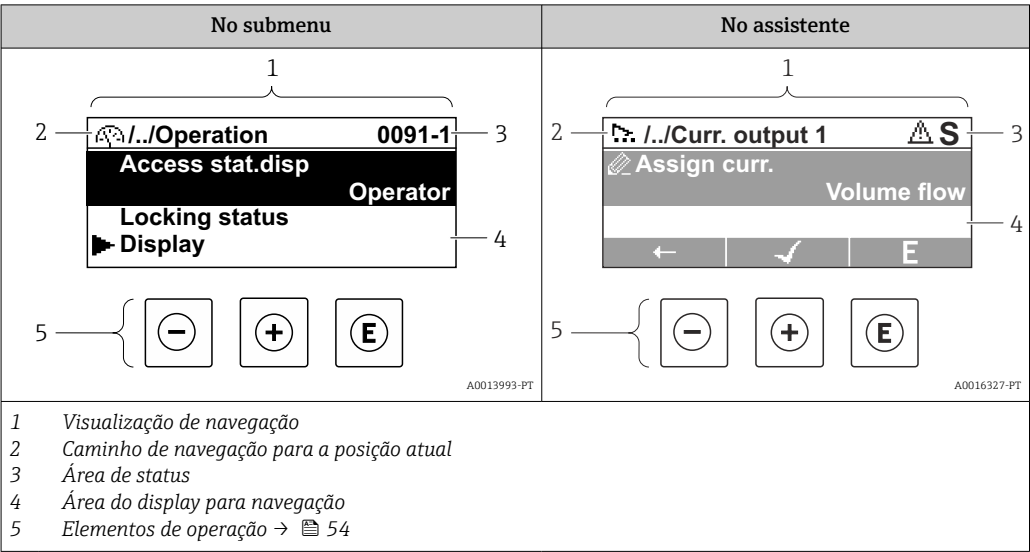 No submenu
No assistente
1
2
/../Operation 0091-1
3
Access stat.disp
Operator
Locking status
Display
4
5
− + E
A0013993-PT
1
2
/../Curr. output 1 S
3
Assign curr.
Volume flow
4
← ✓ E
5
− + E
A0016327-PT
1 Visualização de navegação
2 Caminho de navegação para a posição atual
3 Área de status
4 Área do display para navegação
5 Elementos de operação → 54